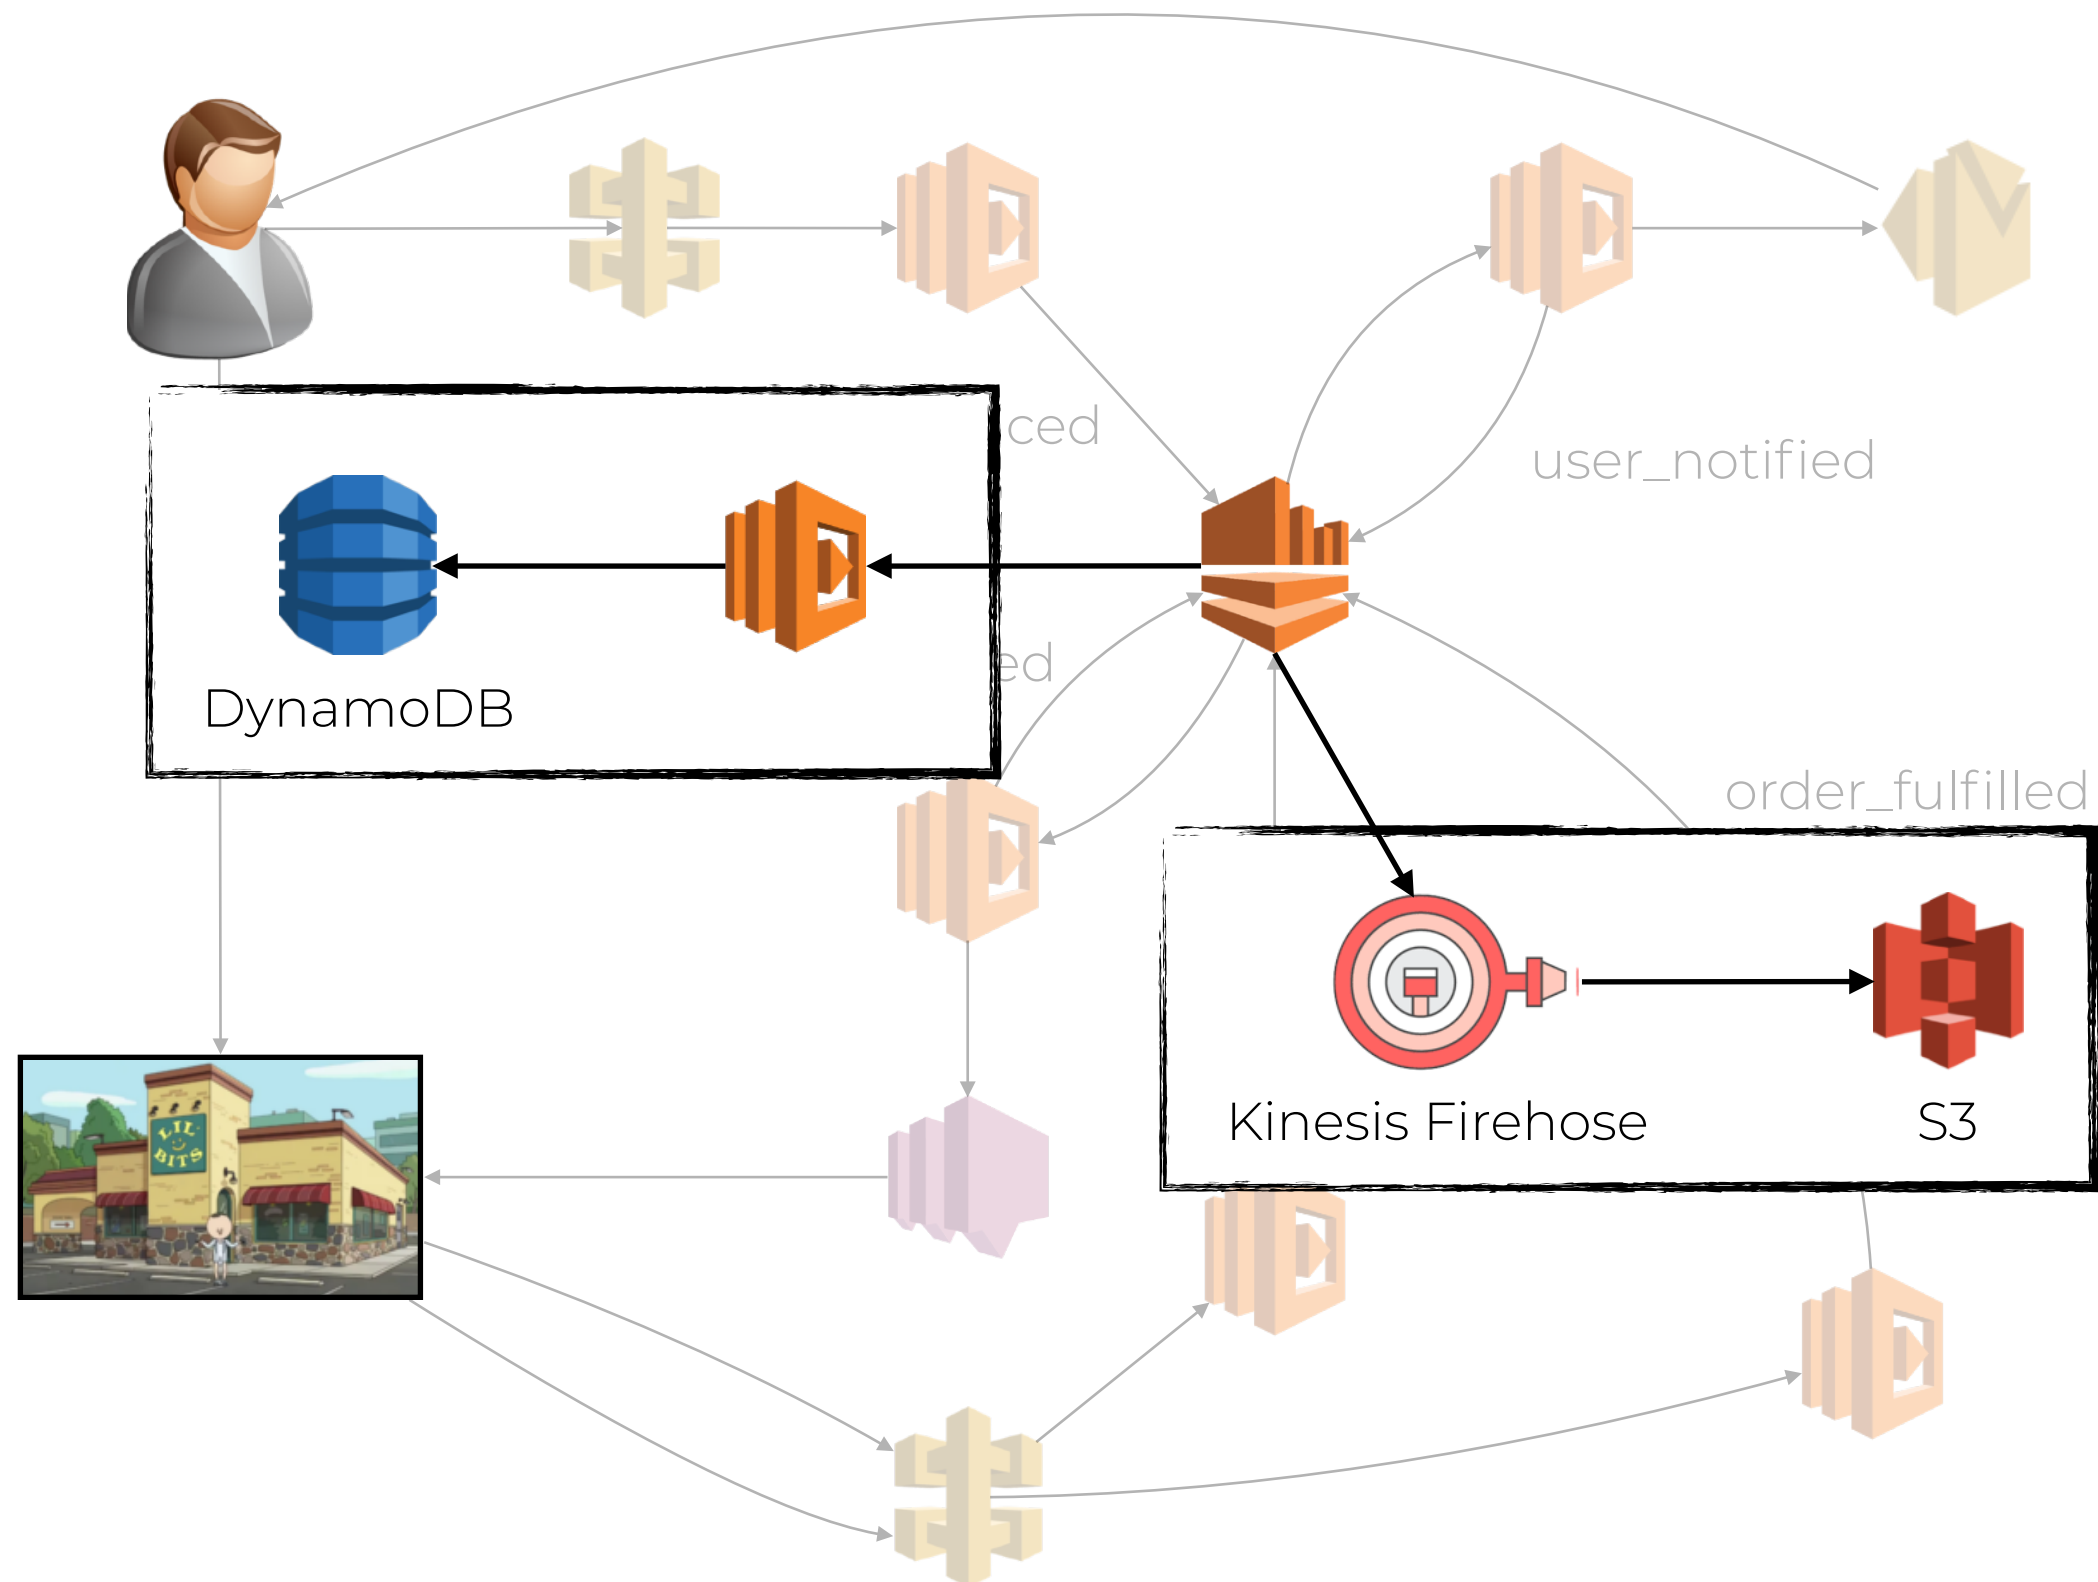 ced
user_notified
ed
DynamoDB
order_fulfilled
Kinesis Firehose
S3
LIL'
BITS